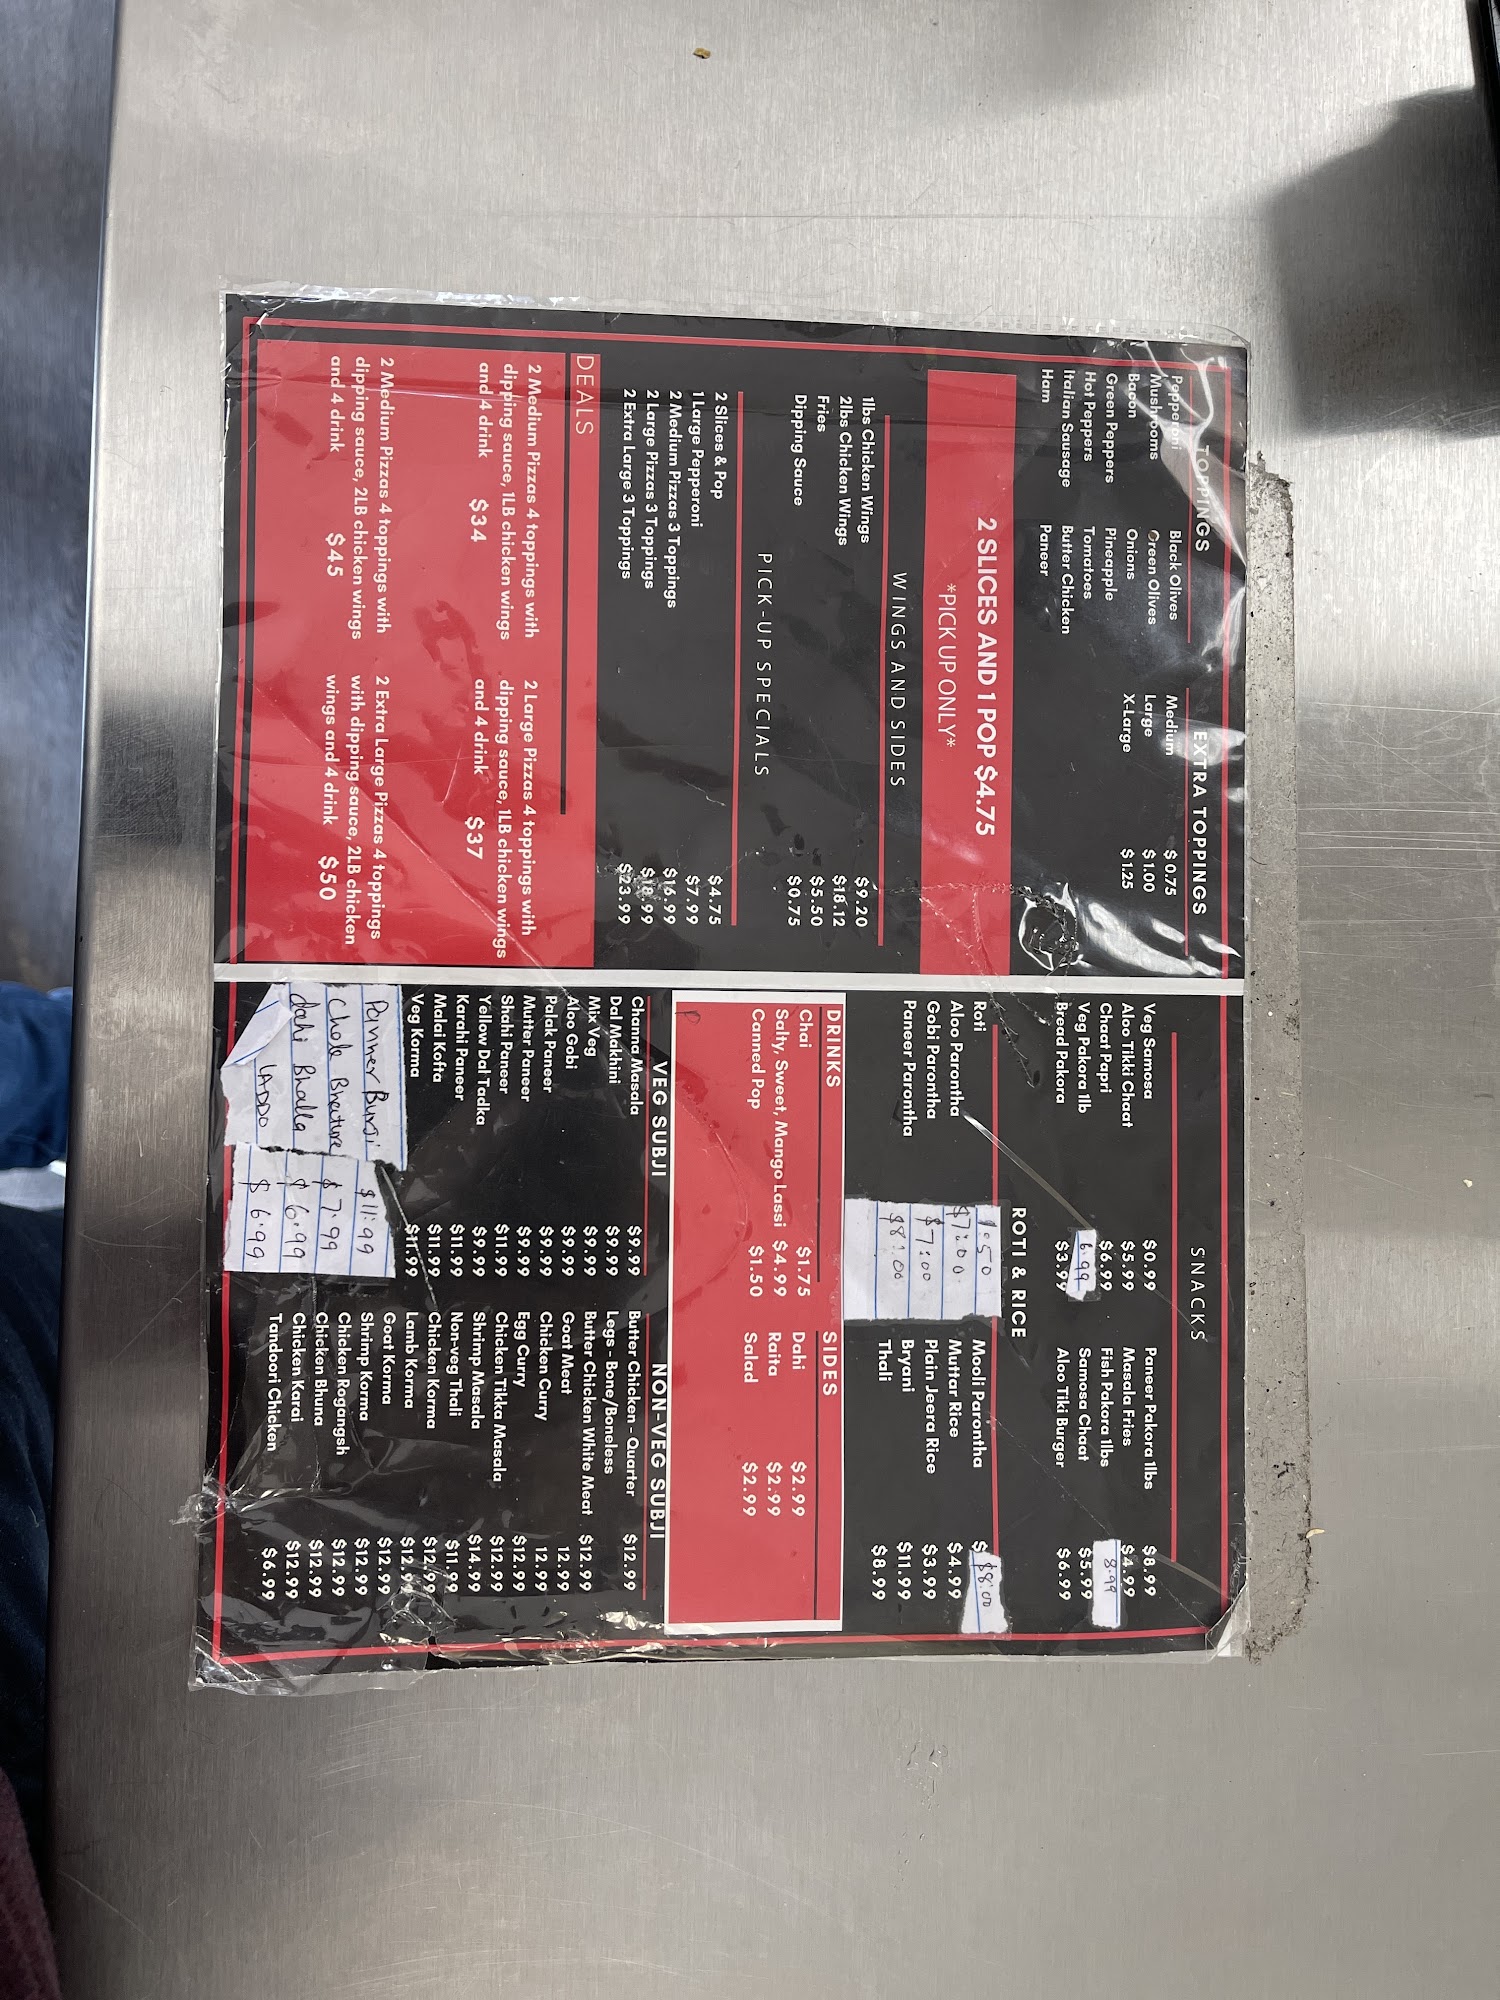 TOPPINGS
Pepperoni Black Olives
Mushrooms Green Olives
Bacon Onions
Green Peppers Pineapple
Hot Peppers Tomatoes
Italian Sausage Butter Chicken
Ham Paneer
EXTRA TOPPINGS
Medium $0.75
Large $1.00
X-Large $1.25
2 SLICES AND 1 POP $4.75
*PICK UP ONLY*
WINGS AND SIDES
1lbs Chicken Wings $9.20
2lbs Chicken Wings $18.12
Fries $5.50
Dipping Sauce $0.75
PICK-UP SPECIALS
2 Slices & Pop $4.75
1 Large Pepperoni $7.99
2 Medium Pizzas 3 Toppings $16.99
2 Large Pizzas 3 Toppings $18.99
2 Extra Large 3 Toppings $23.99
DEALS
2 Medium Pizzas 4 toppings with
dipping sauce, 1LB chicken wings
and 4 drink $34
2 Large Pizzas 4 toppings with
dipping sauce, 1LB chicken wings
and 4 drink $37
2 Medium Pizzas 4 toppings with
dipping sauce, 2LB chicken wings
and 4 drink $45
2 Extra Large Pizzas 4 toppings
with dipping sauce, 2LB chicken
wings and 4 drink $50
SNACKS
Veg Samosa $0.99
Aloo Tikki Chaat $5.99
Chaat Papri $6.99
Veg Pakora 1lb 6.99
Bread Pakora $3.99
Paneer Pakora 1lbs $8.99
Masala Fries $4.99
Fish Pakora 1lbs 8.99
Samosa Chaat $5.99
Aloo Tiki Burger $6.99
ROTI & RICE
Roti 1.50
Aloo Parontha $7:00
Gobi Parontha $7:00
Paneer Parontha $8:00
Mooli Parontha $8:00
Muttar Rice $4.99
Plain Jeera Rice $3.99
Bryani $11.99
Thali $8.99
DRINKS
Chai $1.75
Salty, Sweet, Mango Lassi $4.99
Canned Pop $1.50
SIDES
Dahi $2.99
Raita $2.99
Salad $2.99
VEG SUBJI
Channa Masala $9.99
Dal Makhini $9.99
Mix Veg $9.99
Aloo Gobi $9.99
Palak Paneer $9.99
Mutter Paneer $9.99
Shahi Paneer $11.99
Yellow Dal Tadka $9.99
Karahi Paneer $11.99
Malai Kofta $11.99
Veg Korma $11.99
Panner Burji $11.99
Chole Bhature $7.99
dahi Bhalla $6.99
LADDO $6.99
NON-VEG SUBJI
Butter Chicken - Quarter $12.99
Legs - Bone/Boneless
Butter Chicken White Meat $12.99
Goat Meat 12.99
Chicken Curry 12.99
Egg Curry $12.99
Chicken Tikka Masala $12.99
Shrimp Masala $14.99
Non-veg Thali $11.99
Chicken Korma $12.99
Lamb Korma $12.99
Goat Korma $12.99
Shrimp Korma $12.99
Chicken Rogangsh $12.99
Chicken Bhuna $12.99
Chicken Karai $12.99
Tandoori Chicken $6.99